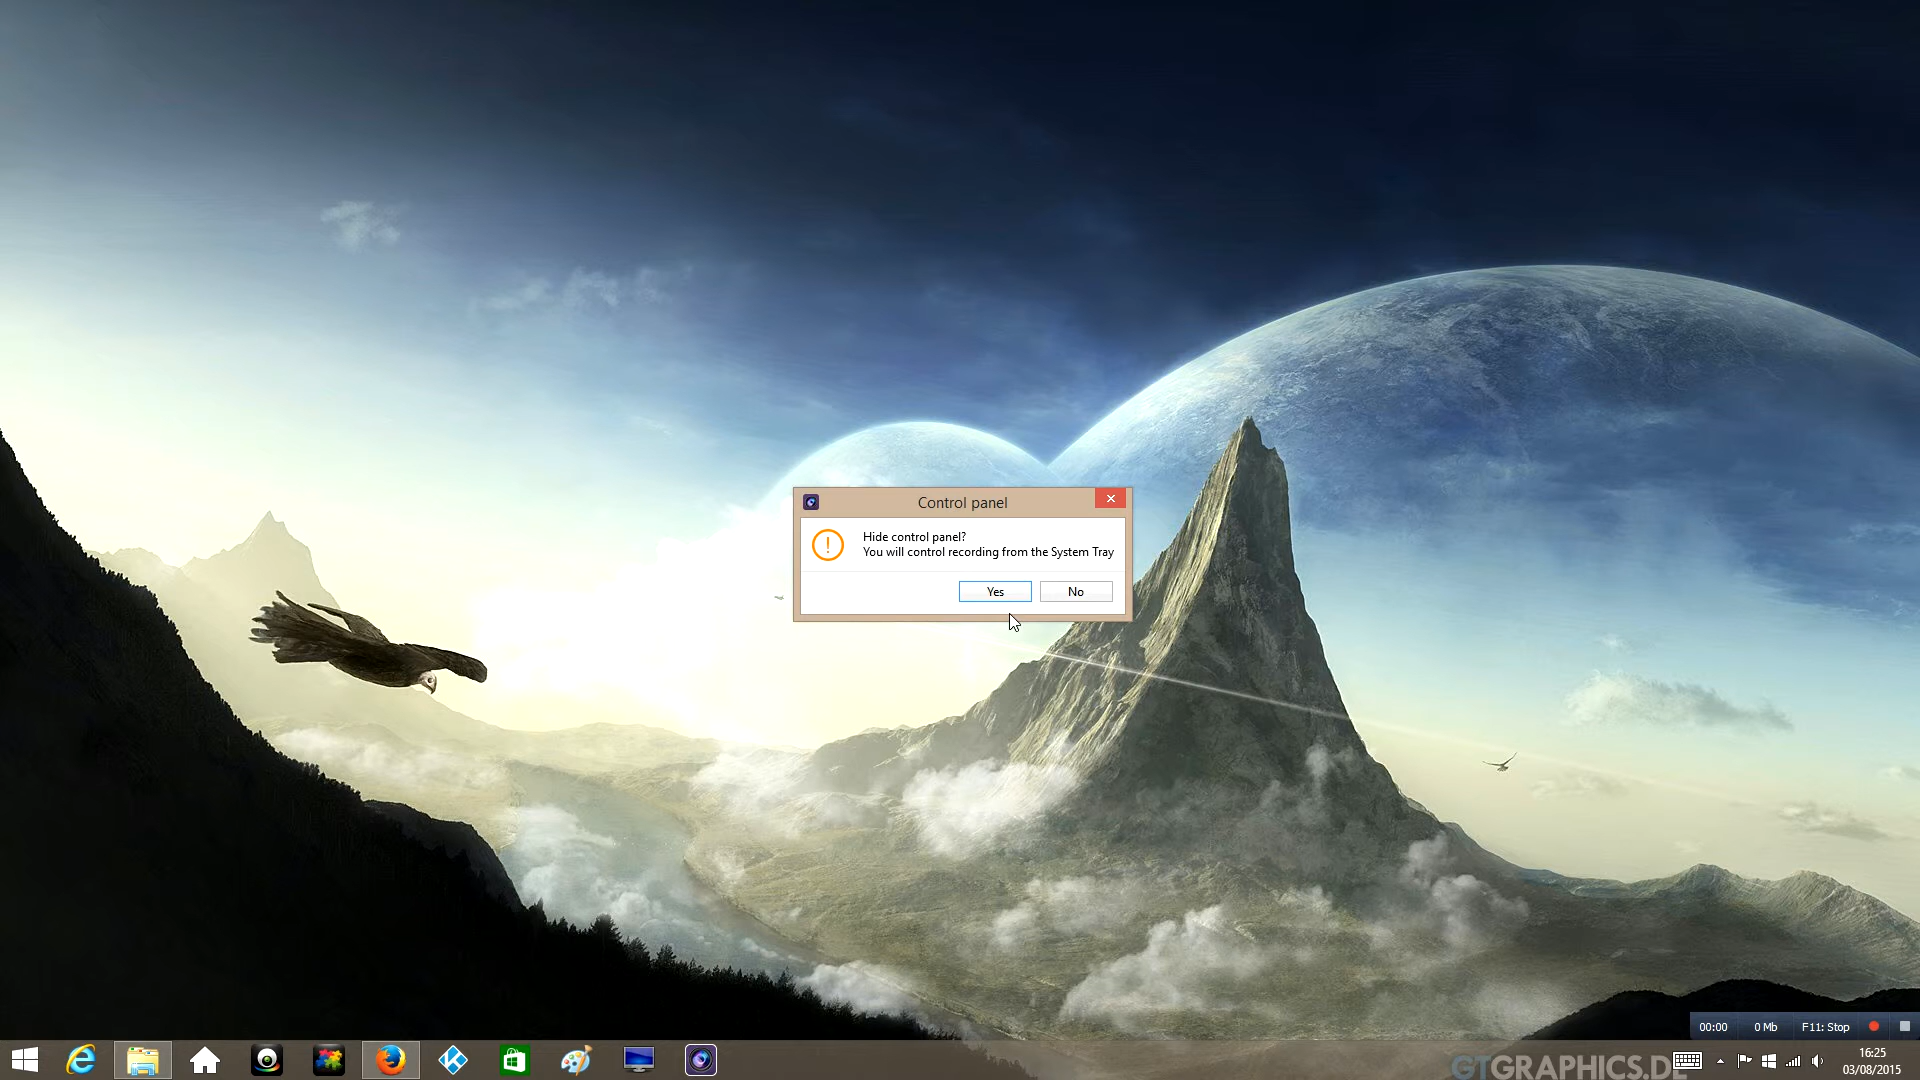 Control panel
Hide control panel?
You will control recording from the System Tray
Yes
No
00:00
0 Mb
F11: Stop
GTGRAPHICS.DE
16:25
03/08/2015